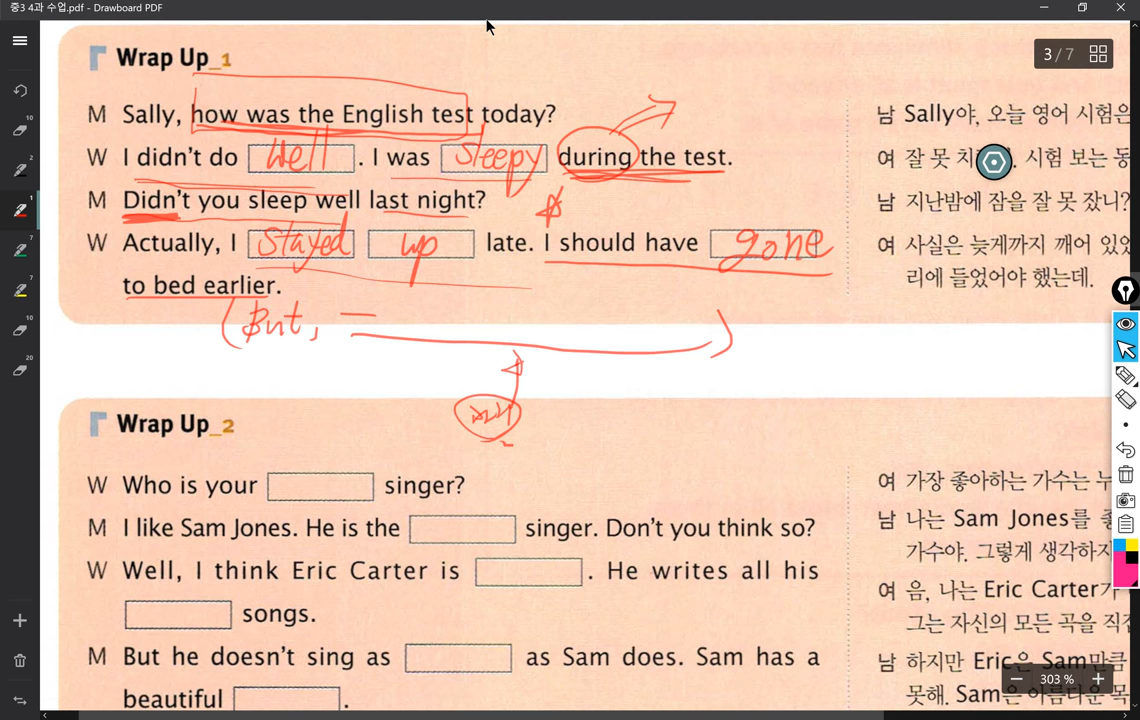 중3 4과 수업.pdf - Drawboard PDF
3 / 7
Wrap Up_1
M Sally, how was the English test today?
W I didn't do well. I was sleepy during the test.
M Didn't you sleep well last night?
W Actually, I stayed up late. I should have gone
to bed earlier.
(But,
남 Sally야, 오늘 영어 시험은
여 잘 못 치 시험 보는 동
남 지난밤에 잠을 잘 못 잤니?
여 사실은 늦게까지 깨어 있었
리에 들었어야 했는데.
Wrap Up_2
W Who is your singer?
M I like Sam Jones. He is the singer. Don't you think so?
W Well, I think Eric Carter is . He writes all his
songs.
M But he doesn't sing as as Sam does. Sam has a
beautiful .
여 가장 좋아하는 가수는 누
남 나는 Sam Jones를 좋
가수야. 그렇게 생각하지
여 음, 나는 Eric Carter가
그는 자신의 모든 곡을 직접
남 하지만 Eric은 Sam만큼
못해. Sam은 아름다운 목
10
2
1
7
7
10
20
303 %